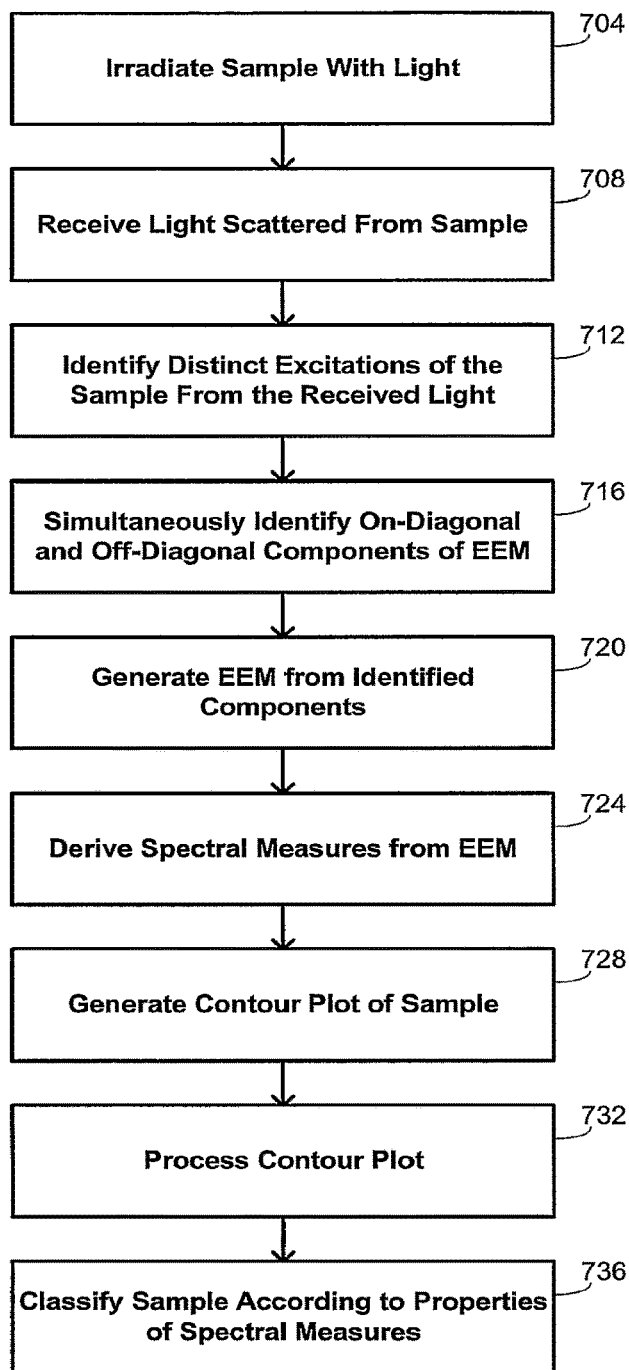 704
Irradiate Sample With Light
708
Receive Light Scattered From Sample
712
Identify Distinct Excitations of the
Sample From the Received Light
716
Simultaneously Identify On-Diagonal
and Off-Diagonal Components of EEM
720
Generate EEM from Identified
Components
724
Derive Spectral Measures from EEM
728
Generate Contour Plot of Sample
732
Process Contour Plot
736
Classify Sample According to Properties
of Spectral Measures